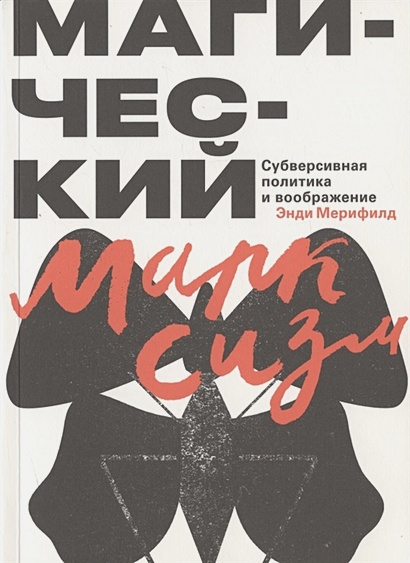 МАГИ-
ЧЕС-
КИЙ
Субверсивная
политика
и воображение
Энди Мерифилд
марк
сизм